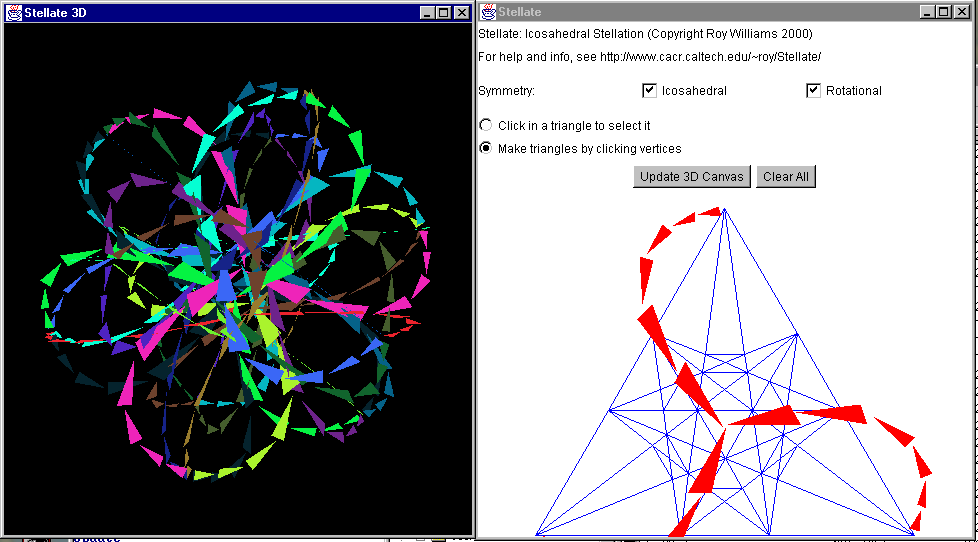 Stellate 3D
Stellate
Stellate: Icosahedral Stellation (Copyright Roy Williams 2000)
For help and info, see http://www.cacr.caltech.edu/~roy/Stellate/
Symmetry: Icosahedral Rotational
Click in a triangle to select it
Make triangles by clicking vertices
Update 3D Canvas Clear All